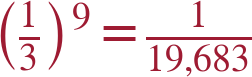 (1/3)^9 = 1/19,683